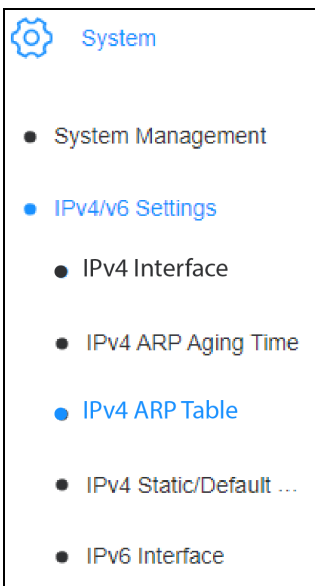 System
System Management
IPv4/v6 Settings
IPv4 Interface
IPv4 ARP Aging Time
IPv4 ARP Table
IPv4 Static/Default ...
IPv6 Interface